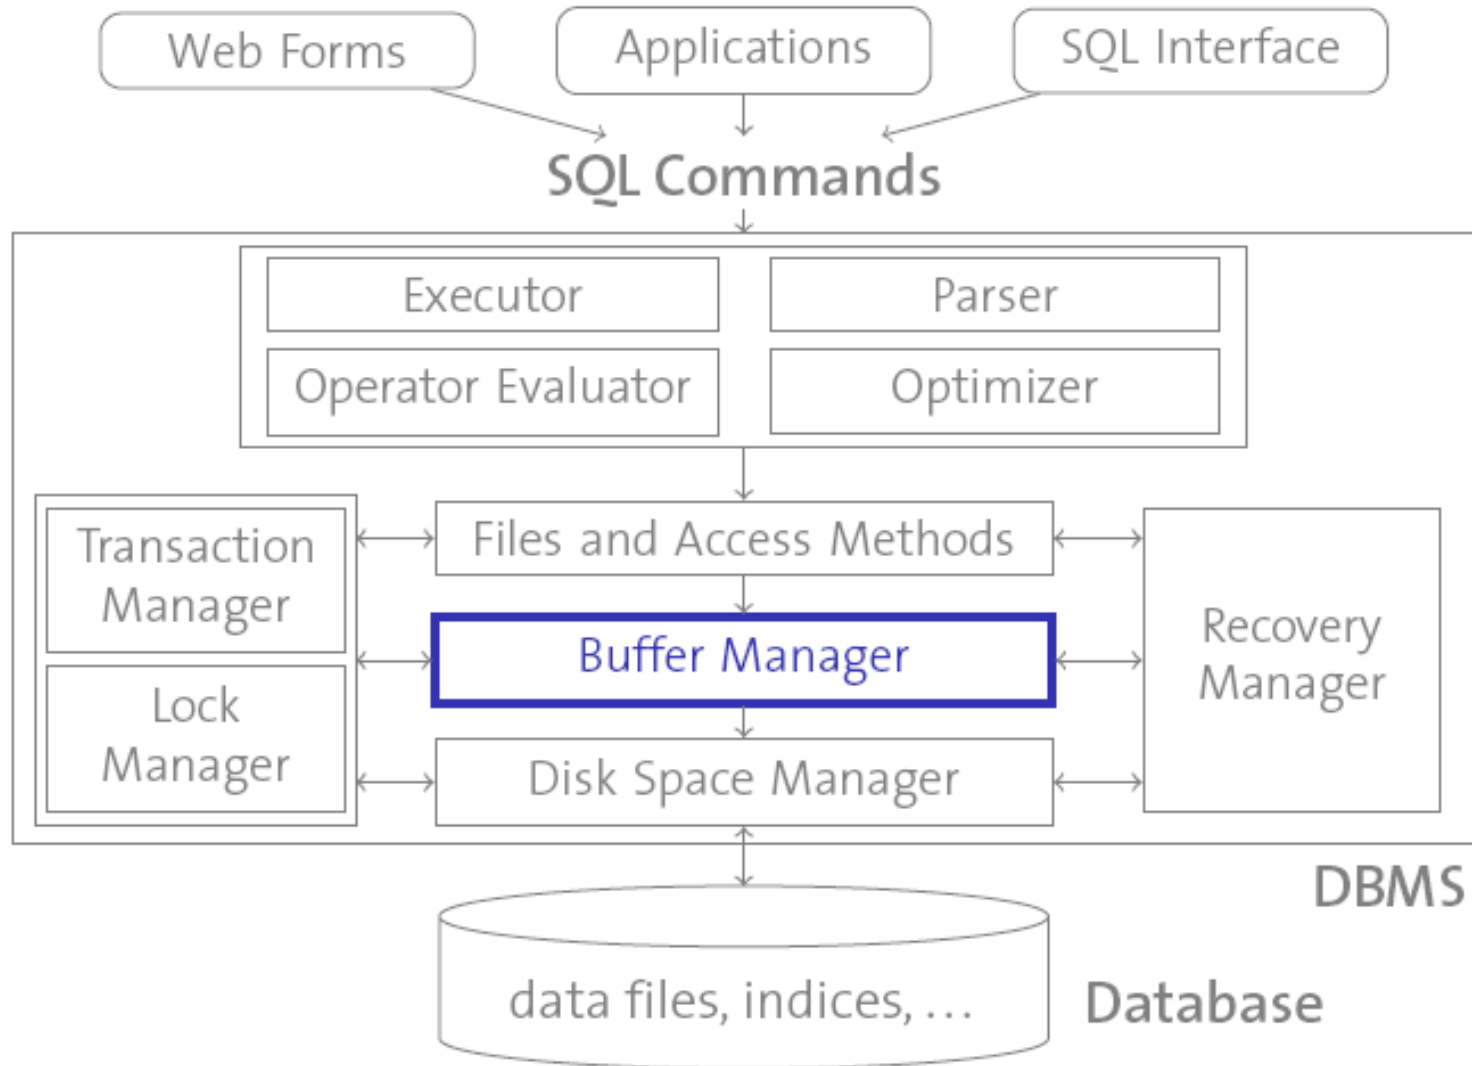 Web Forms
Applications
SQL Interface
SQL Commands
Executor
Parser
Operator Evaluator
Optimizer
Transaction
Manager
Lock
Manager
Files and Access Methods
Buffer Manager
Disk Space Manager
Recovery
Manager
DBMS
data files, indices, …
Database